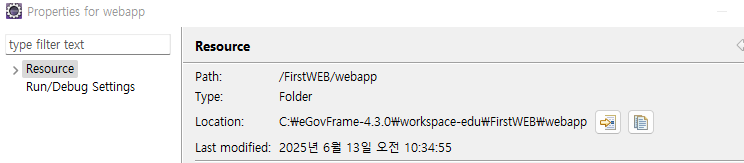 Properties for webapp
type filter text
Resource
Run/Debug Settings
Resource
Path: /FirstWEB/webapp
Type: Folder
Location: C:₩eGovFrame-4.3.0₩workspace-edu₩FirstWEB₩webapp
Last modified: 2025년 6월 13일 오전 10:34:55